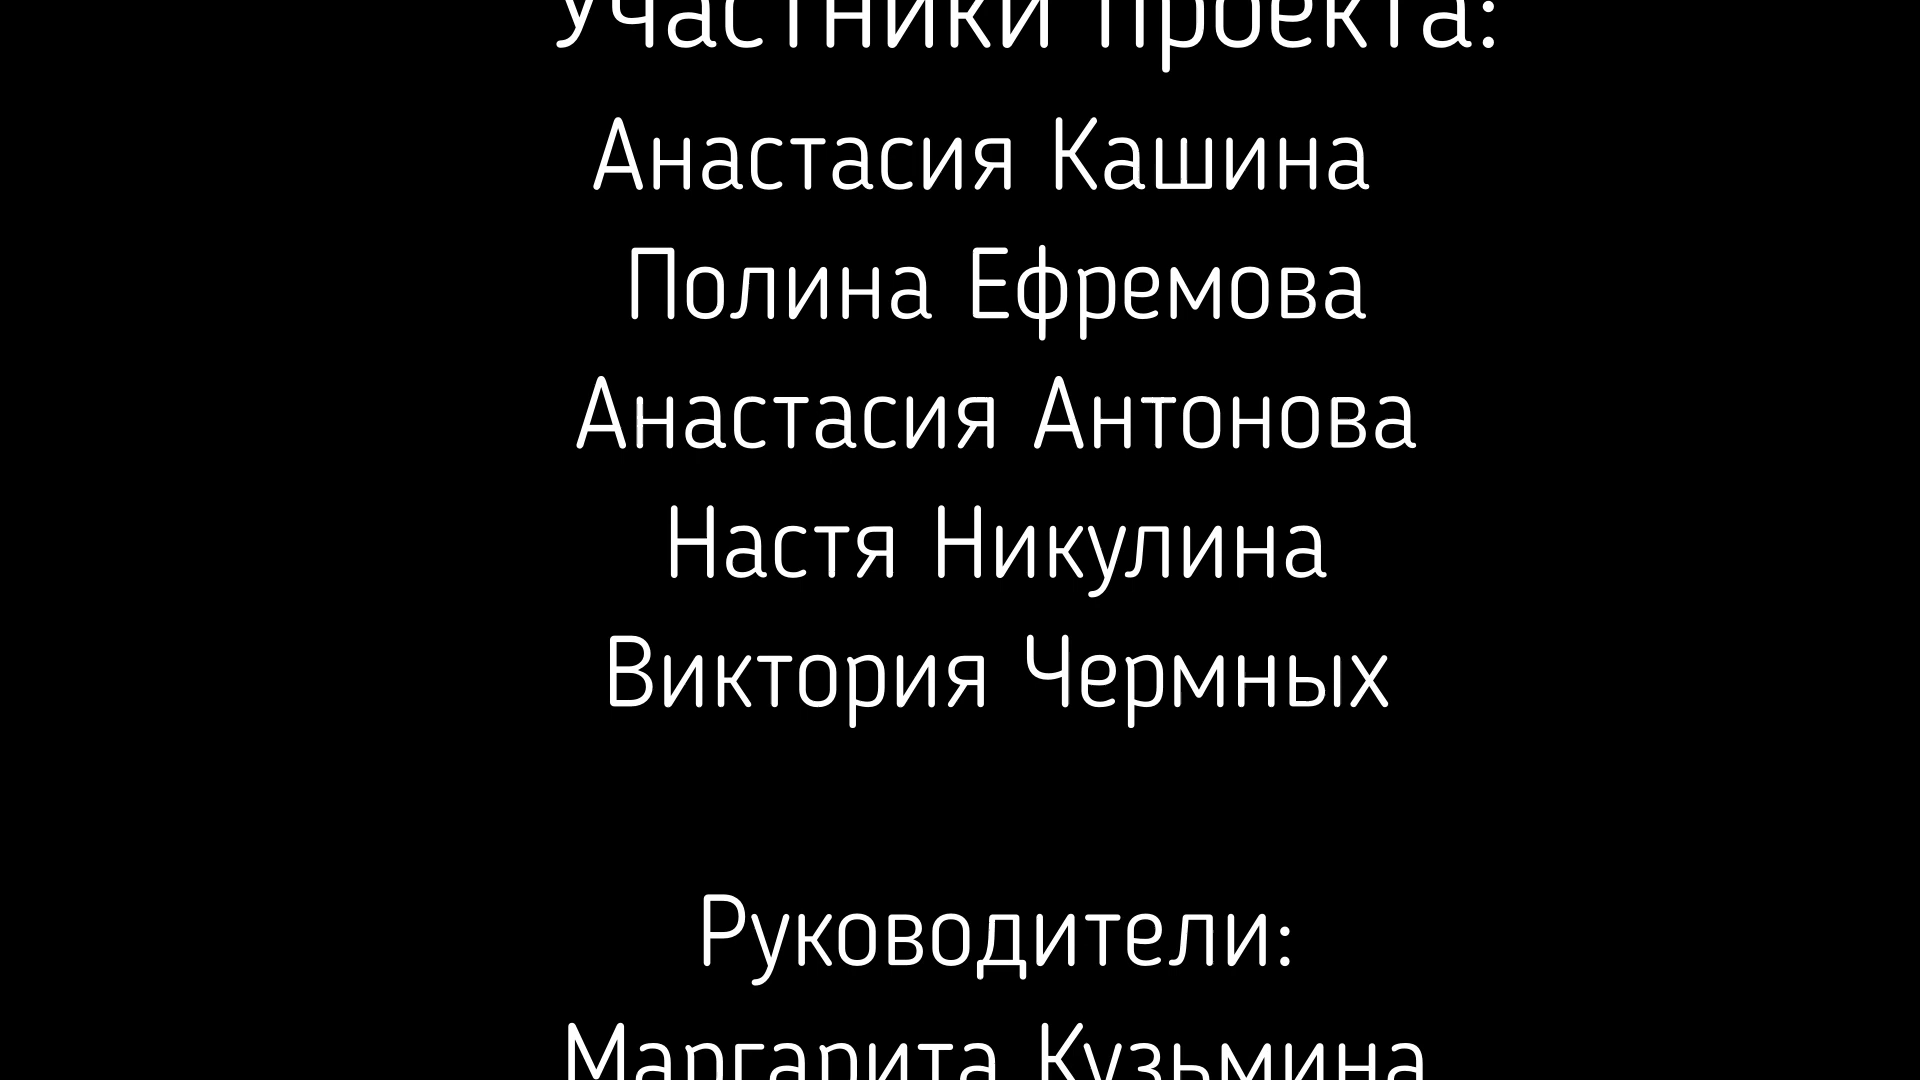 Участники проекта:
Анастасия Кашина
Полина Ефремова
Анастасия Антонова
Настя Никулина
Виктория Чермных
Руководители:
Маргарита Кузьмина